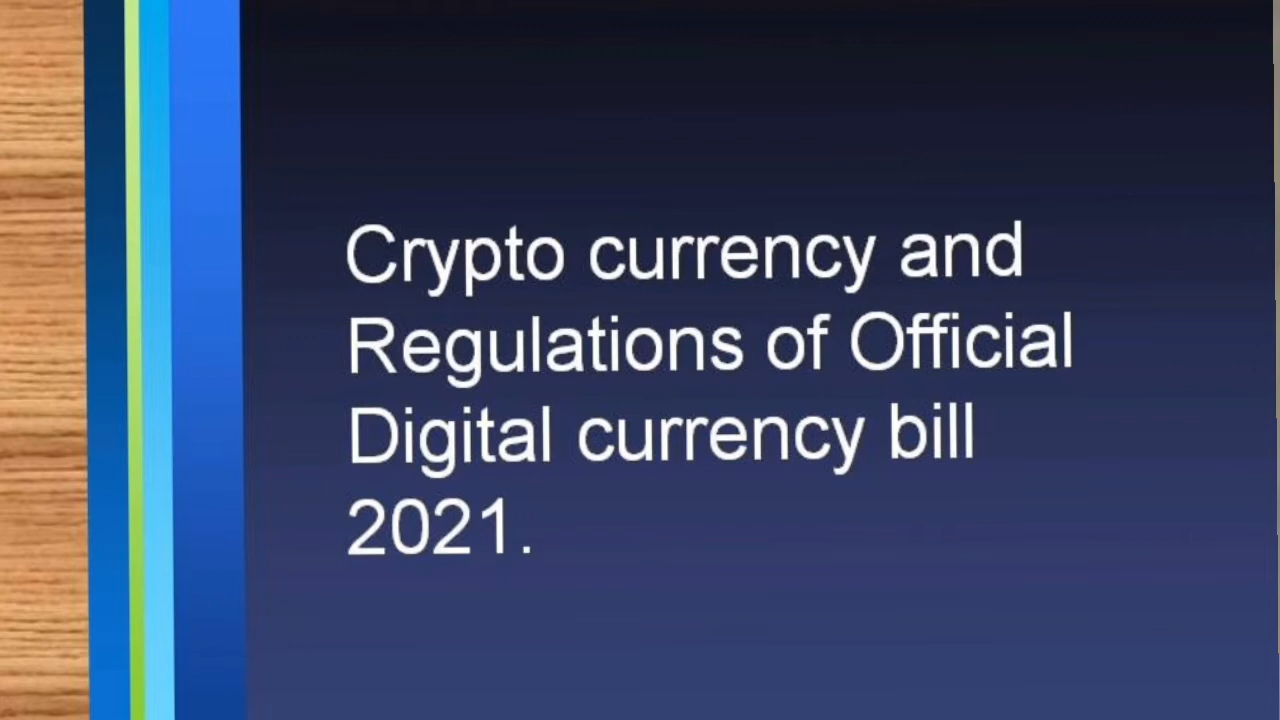 Crypto currency and
Regulations of Official
Digital currency bill
2021.